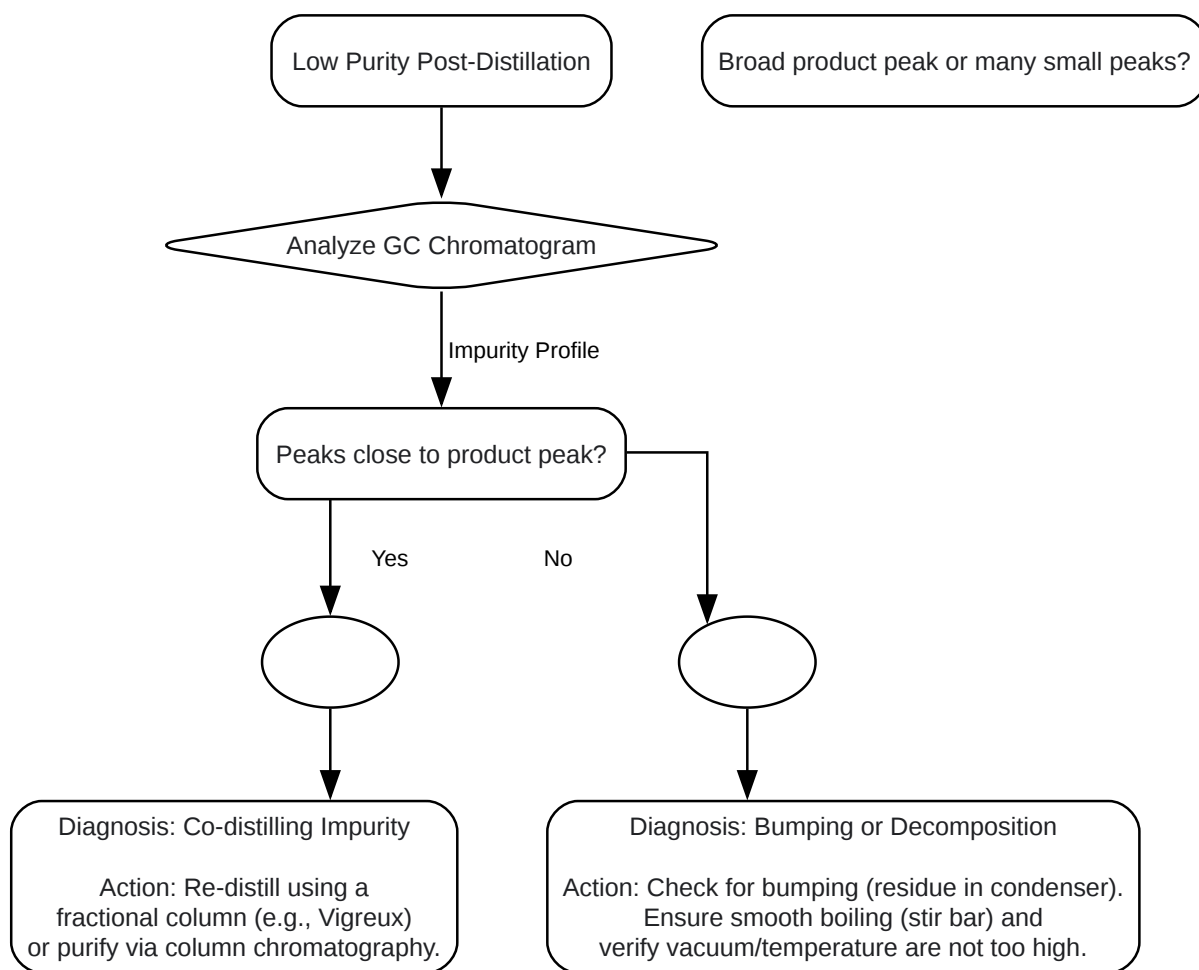 Low Purity Post-Distillation
Broad product peak or many small peaks?
Analyze GC Chromatogram
Impurity Profile
Peaks close to product peak?
Yes
No
Diagnosis: Co-distilling Impurity
Action: Re-distill using a
fractional column (e.g., Vigreux)
or purify via column chromatography.
Diagnosis: Bumping or Decomposition
Action: Check for bumping (residue in condenser).
Ensure smooth boiling (stir bar) and
verify vacuum/temperature are not too high.